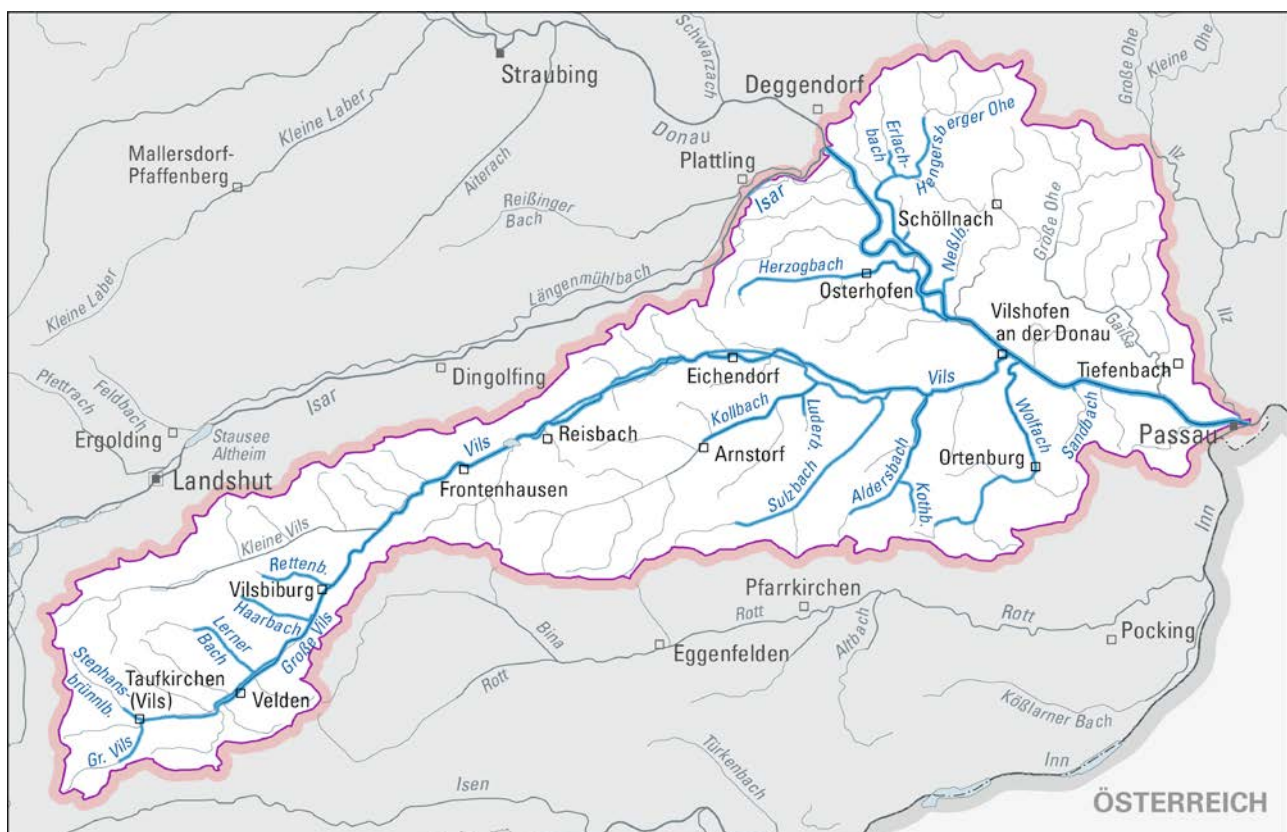 Straubing
Schwarzach
Deggendorf
Große Ohe
Kleine Ohe
Kleine Laber
Donau
Mallersdorf-
Pfaffenberg
Aiterach
Plattling
Erlach-
bach
Hengersberger Ohe
Ilz
Reißinger
Bach
Isar
Schöllnach
Große Ohe
Neßlb.
Längenmühlbach
Herzogbach
Osterhofen
Kleine Laber
Vilshofen
an der Donau
Gaißa
Ilz
Tiefenbach
Pfettrach
Feldbach
Dingolfing
Isar
Eichendorf
Vils
Ergolding
Stausee
Altheim
Kollbach
Luderb.
Wolfach
Sandbach
Passau
Landshut
Vils
Reisbach
Arnstorf
Frontenhausen
Sulzbach
Aldersbach
Kothb.
Ortenburg
Inn
Kleine Vils
Rettenb.
Vilsbiburg
Haarbach
Lerner
Bach
Große Vils
Bina
Pfarrkirchen
Rott
Rott
Altbach
Pocking
Eggenfelden
Rott
Stephans-
brünnlb.
Taufkirchen
(Vils)
Velden
Gr. Vils
Kößlarner Bach
Türkenbach
Inn
Isen
ÖSTERREICH